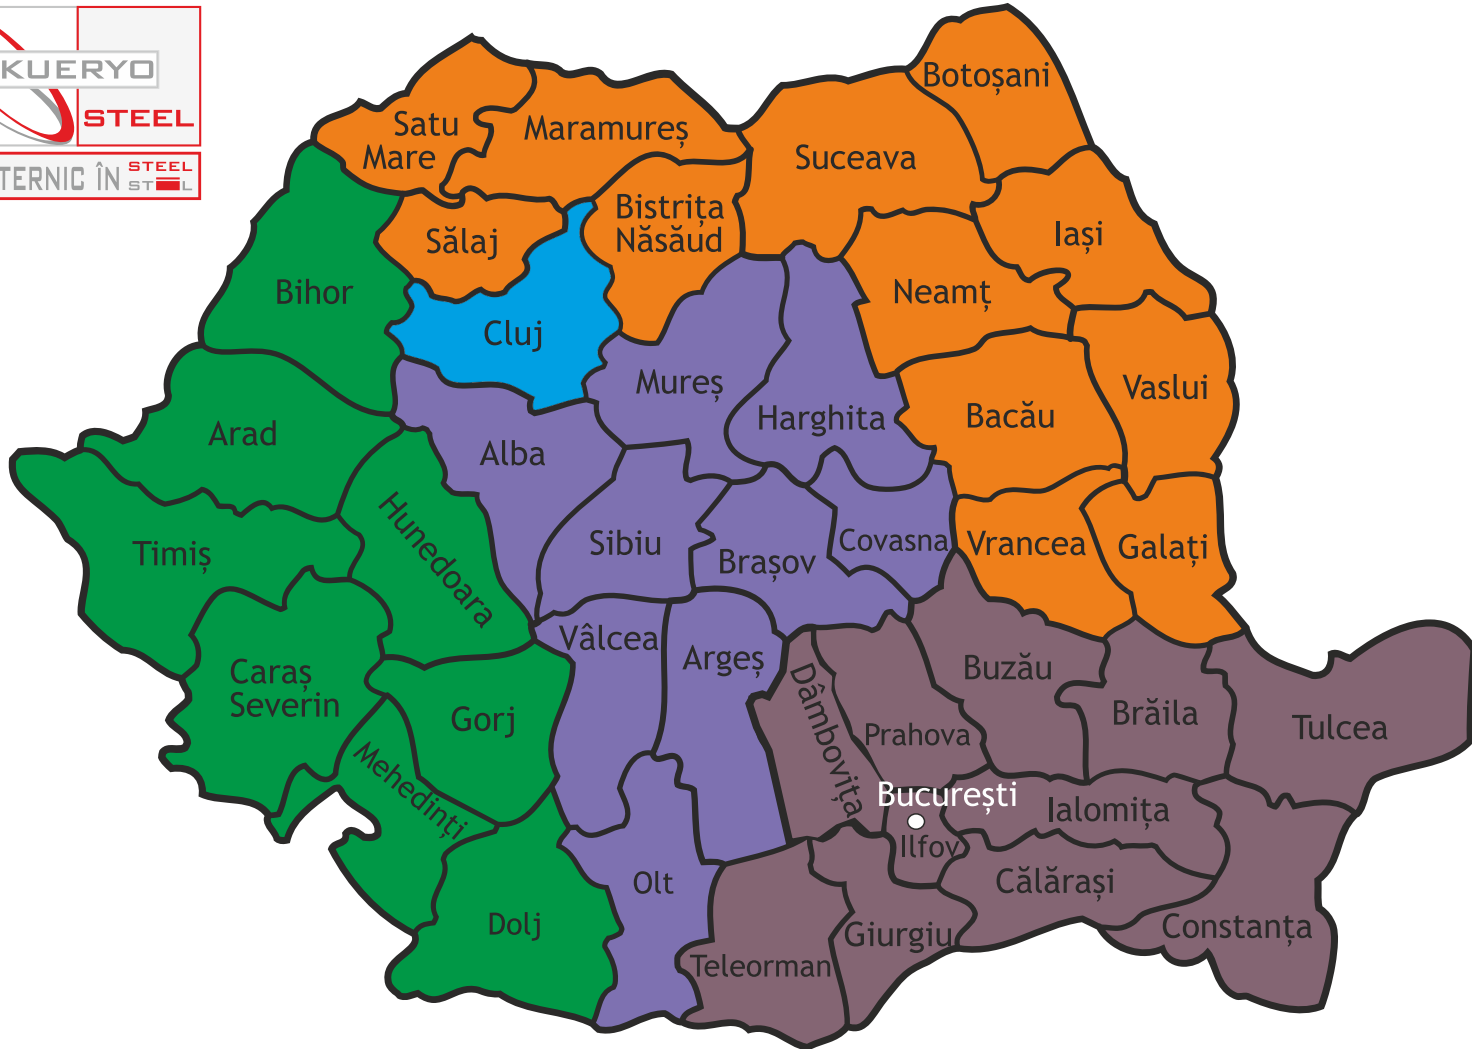 KUERYO
STEEL
TERNIC ÎN STEEL
STEEL
Botoșani
Satu
Mare
Maramureș
Suceava
Bistrița
Năsăud
Sălaj
Iași
Bihor
Neamț
Cluj
Mureș
Vaslui
Harghita
Bacău
Arad
Alba
Hunedoara
Timiș
Sibiu
Brașov
Covasna
Vrancea
Galați
Vâlcea
Argeș
Buzău
Caraș
Severin
Dâmbovița
Gorj
Prahova
Brăila
Tulcea
Mehedinți
București
Ialomița
Ilfov
Olt
Călărași
Dolj
Giurgiu
Constanța
Teleorman